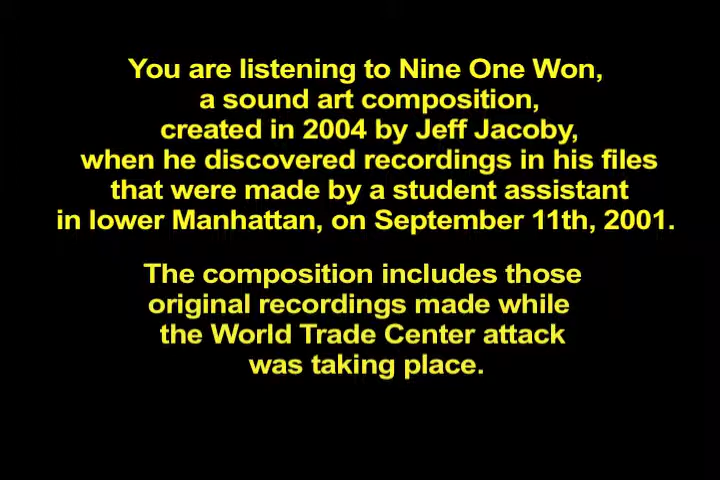 You are listening to Nine One Won,
a sound art composition,
created in 2004 by Jeff Jacoby,
when he discovered recordings in his files
that were made by a student assistant
in lower Manhattan, on September 11th, 2001.
The composition includes those
original recordings made while
the World Trade Center attack
was taking place.